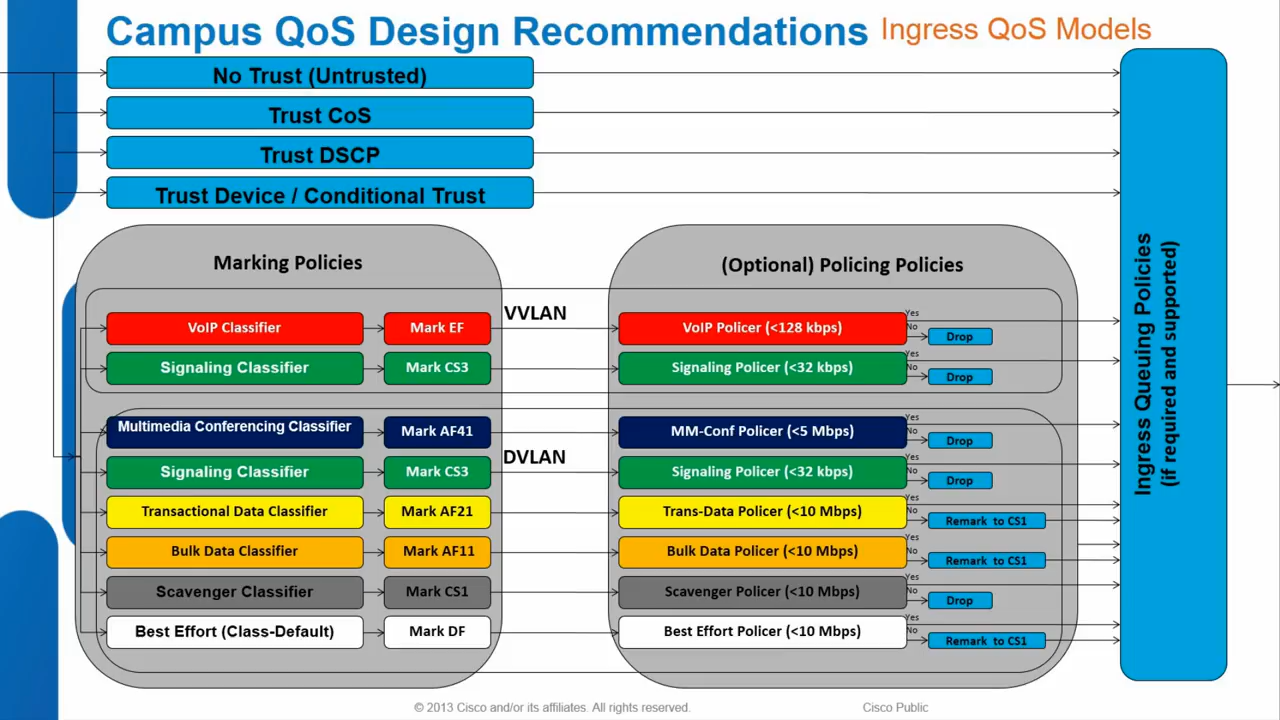 Campus QoS Design Recommendations Ingress QoS Models
No Trust (Untrusted)
Trust CoS
Trust DSCP
Trust Device / Conditional Trust
Marking Policies
(Optional) Policing Policies
VVLAN
VoIP Classifier
Mark EF
VoIP Policer (<128 kbps)
Yes
No
Drop
Signaling Classifier
Mark CS3
Signaling Policer (<32 kbps)
Yes
No
Drop
DVLAN
Multimedia Conferencing Classifier
Mark AF41
MM-Conf Policer (<5 Mbps)
Yes
No
Drop
Signaling Classifier
Mark CS3
Signaling Policer (<32 kbps)
Yes
No
Drop
Transactional Data Classifier
Mark AF21
Trans-Data Policer (<10 Mbps)
Yes
No
Remark to CS1
Bulk Data Classifier
Mark AF11
Bulk Data Policer (<10 Mbps)
Yes
No
Remark to CS1
Scavenger Classifier
Mark CS1
Scavenger Policer (<10 Mbps)
Yes
No
Drop
Best Effort (Class-Default)
Mark DF
Best Effort Policer (<10 Mbps)
Yes
No
Remark to CS1
Ingress Queuing Policies
(if required and supported)
© 2013 Cisco and/or its affiliates. All rights reserved.
Cisco Public